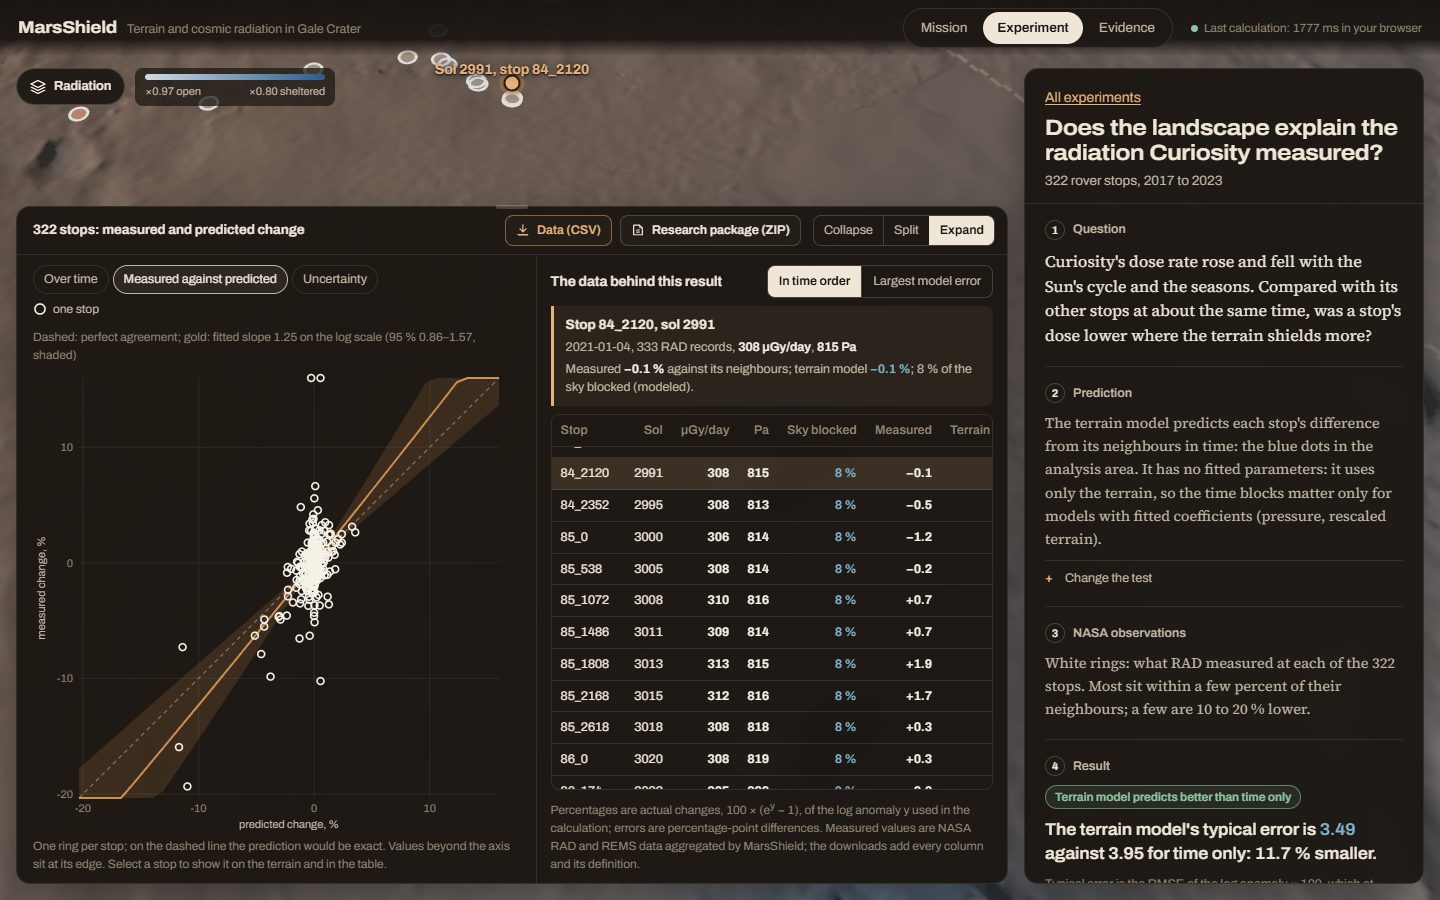 MarsShield Terrain and cosmic radiation in Gale Crater
Mission Experiment Evidence
Last calculation: 1777 ms in your browser
Radiation
×0.97 open ×0.80 sheltered
Sol 2991, stop 84_2120
322 stops: measured and predicted change
Data (CSV) Research package (ZIP) Collapse Split Expand
Over time Measured against predicted Uncertainty
one stop
Dashed: perfect agreement; gold: fitted slope 1.25 on the log scale (95 % 0.86–1.57,
shaded)
measured change, %
10
0
-10
-20
-20 -10 0 10
predicted change, %
One ring per stop; on the dashed line the prediction would be exact. Values beyond the axis
sit at its edge. Select a stop to show it on the terrain and in the table.
The data behind this result
In time order Largest model error
Stop 84_2120, sol 2991
2021-01-04, 333 RAD records, 308 µGy/day, 815 Pa
Measured −0.1 % against its neighbours; terrain model −0.1 %; 8 % of the
sky blocked (modeled).
Stop Sol µGy/day Pa Sky blocked Measured Terrain
84_2120 2991 308 815 8 % −0.1
84_2352 2995 308 813 8 % −0.5
85_0 3000 306 814 8 % −1.2
85_538 3005 308 814 8 % −0.2
85_1072 3008 310 816 8 % +0.7
85_1486 3011 309 814 8 % +0.7
85_1808 3013 313 815 8 % +1.9
85_2168 3015 312 816 8 % +1.7
85_2618 3018 308 818 8 % +0.3
86_0 3020 308 819 8 % +0.3
Percentages are actual changes, 100 × (e^y − 1), of the log anomaly y used in the
calculation; errors are percentage-point differences. Measured values are NASA
RAD and REMS data aggregated by MarsShield; the downloads add every column
and its definition.
All experiments
Does the landscape explain the
radiation Curiosity measured?
322 rover stops, 2017 to 2023
1 Question
Curiosity's dose rate rose and fell with the
Sun's cycle and the seasons. Compared with its
other stops at about the same time, was a stop's
dose lower where the terrain shields more?
2 Prediction
The terrain model predicts each stop's difference
from its neighbours in time: the blue dots in the
analysis area. It has no fitted parameters: it uses
only the terrain, so the time blocks matter only for
models with fitted coefficients (pressure, rescaled
terrain).
+ Change the test
3 NASA observations
White rings: what RAD measured at each of the 322
stops. Most sit within a few percent of their
neighbours; a few are 10 to 20 % lower.
4 Result
Terrain model predicts better than time only
The terrain model's typical error is 3.49
against 3.95 for time only: 11.7 % smaller.
Typical error is the RMSE of the log anomaly × 100, which at